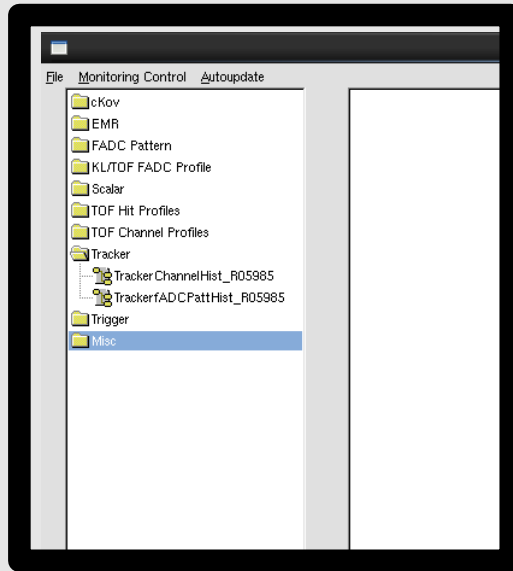 File Monitoring Control Autoupdate
cKov
EMR
FADC Pattern
KL/TOF FADC Profile
Scalar
TOF Hit Profiles
TOF Channel Profiles
Tracker
TrackerChannelHist_R05985
TrackerfADCPattHist_R05985
Trigger
Misc